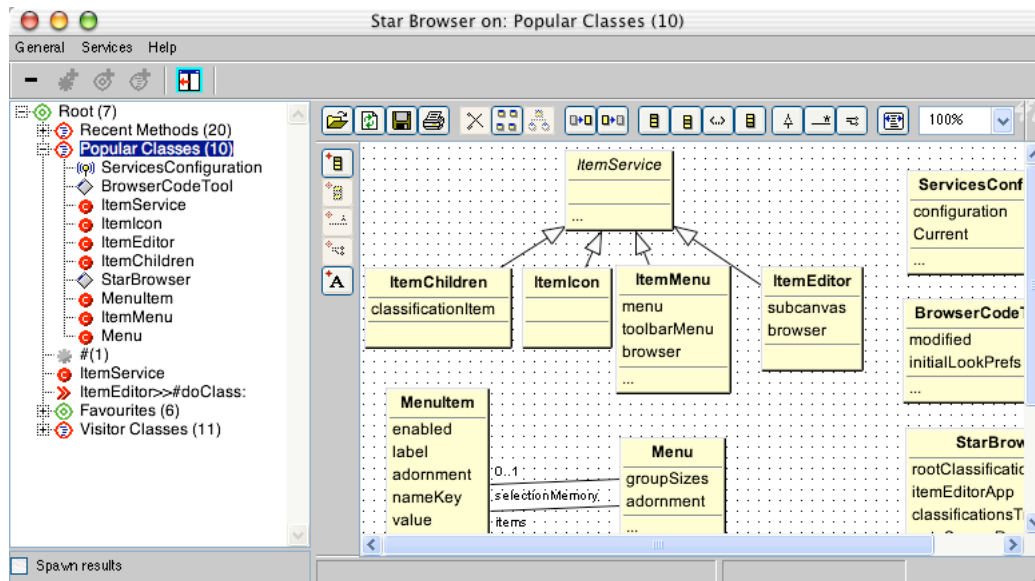 Star Browser on: Popular Classes (10)
General Services Help
Root (7)
Recent Methods (20)
Popular Classes (10)
ServicesConfiguration
BrowserCodeTool
ItemService
ItemIcon
ItemEditor
ItemChildren
StarBrowser
MenuItem
ItemMenu
Menu
#(1)
ItemService
ItemEditor>>#doClass:
Favourites (6)
Visitor Classes (11)
Spawn results
100%
A
ItemService
...
ItemChildren
classificationItem
ItemIcon
ItemMenu
menu
toolbarMenu
browser
...
ItemEditor
subcanvas
browser
ServicesConf
configuration
Current
...
BrowserCodeT
modified
initialLookPrefs
...
MenuItem
enabled
label
adornment
nameKey
value
0..1
selectionMemory
items
Menu
groupSizes
adornment
...
StarBrow
rootClassificatio
itemEditorApp
classificationsT